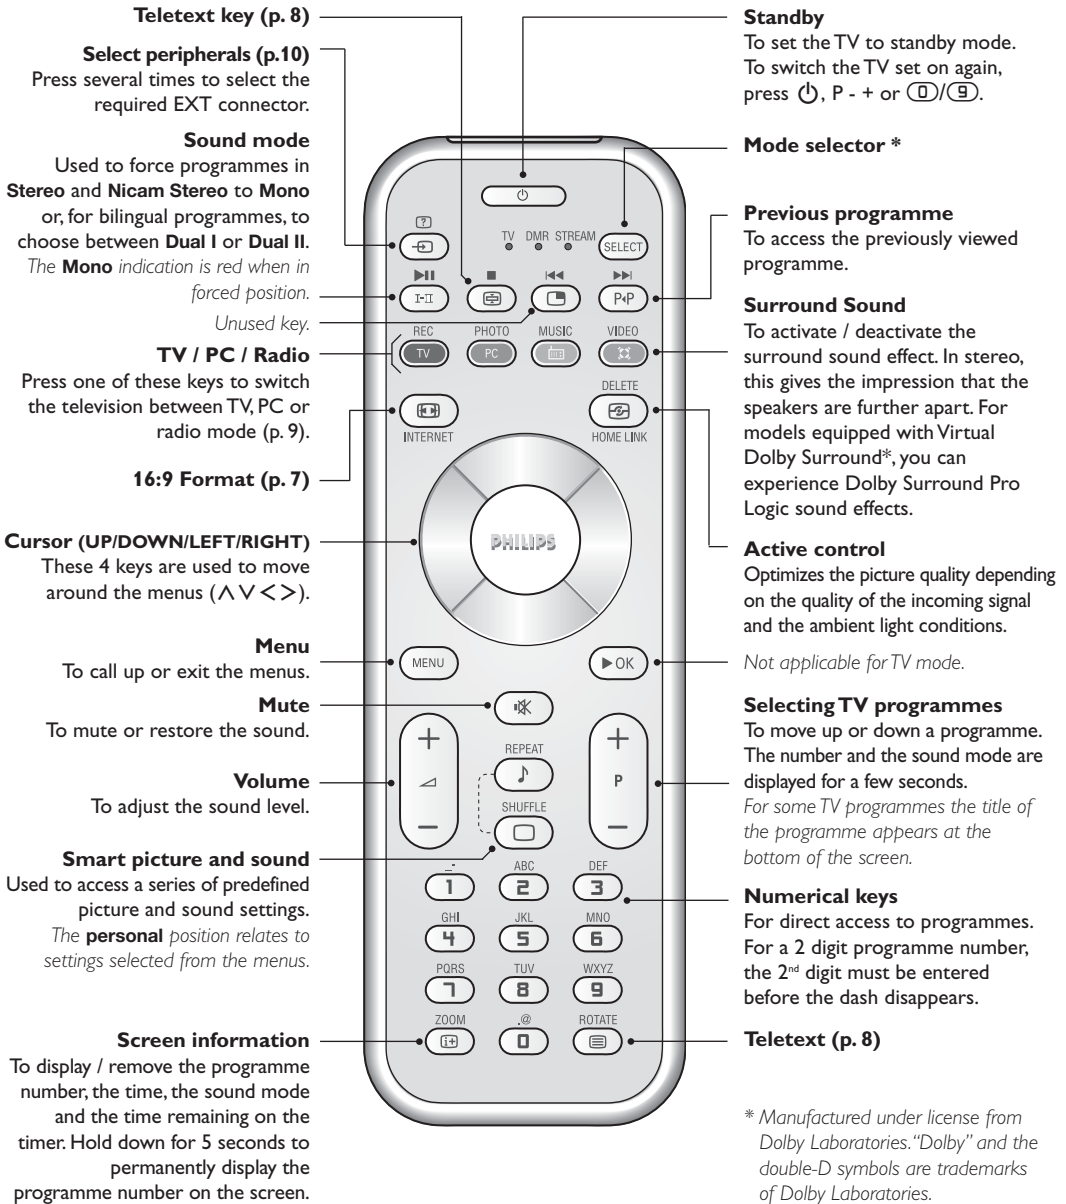 Teletext key (p. 8)
Select peripherals (p.10)
Press several times to select the
required EXT connector.
Sound mode
Used to force programmes in
Stereo and Nicam Stereo to Mono
or, for bilingual programmes, to
choose between Dual I or Dual II.
The Mono indication is red when in
forced position.
Unused key.
TV / PC / Radio
Press one of these keys to switch
the television between TV, PC or
radio mode (p. 9).
16:9 Format (p. 7)
Cursor (UP/DOWN/LEFT/RIGHT)
These 4 keys are used to move
around the menus (∧ ∨ < >).
Menu
To call up or exit the menus.
Mute
To mute or restore the sound.
Volume
To adjust the sound level.
Smart picture and sound
Used to access a series of predefined
picture and sound settings.
The personal position relates to
settings selected from the menus.
Screen information
To display / remove the programme
number, the time, the sound mode
and the time remaining on the
timer. Hold down for 5 seconds to
permanently display the
programme number on the screen.
?
TV DMR STREAM
SELECT
I-II
P◂P
REC PHOTO MUSIC VIDEO
TV PC
DELETE
INTERNET HOME LINK
PHILIPS
MENU
▶ OK
+ +
REPEAT
P
SHUFFLE
− −
ABC DEF
1 2 3
GHI JKL MNO
4 5 6
PQRS TUV WXYZ
7 8 9
ZOOM .@ ROTATE
i+ 0
Standby
To set the TV to standby mode.
To switch the TV set on again,
press ⏻, P - + or 0/9.
Mode selector *
Previous programme
To access the previously viewed
programme.
Surround Sound
To activate / deactivate the
surround sound effect. In stereo,
this gives the impression that the
speakers are further apart. For
models equipped with Virtual
Dolby Surround*, you can
experience Dolby Surround Pro
Logic sound effects.
Active control
Optimizes the picture quality depending
on the quality of the incoming signal
and the ambient light conditions.
Not applicable for TV mode.
Selecting TV programmes
To move up or down a programme.
The number and the sound mode are
displayed for a few seconds.
For some TV programmes the title of
the programme appears at the
bottom of the screen.
Numerical keys
For direct access to programmes.
For a 2 digit programme number,
the 2nd digit must be entered
before the dash disappears.
Teletext (p. 8)
* Manufactured under license from
Dolby Laboratories. “Dolby” and the
double-D symbols are trademarks
of Dolby Laboratories.